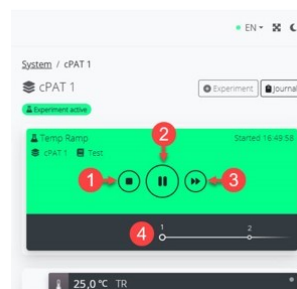 EN
System / cPAT 1
cPAT 1
Experiment
Journal
Experiment active
Temp Ramp
Started 16:49:58
cPAT 1 Test
2
1
3
4
1
2
25,0 °C TR